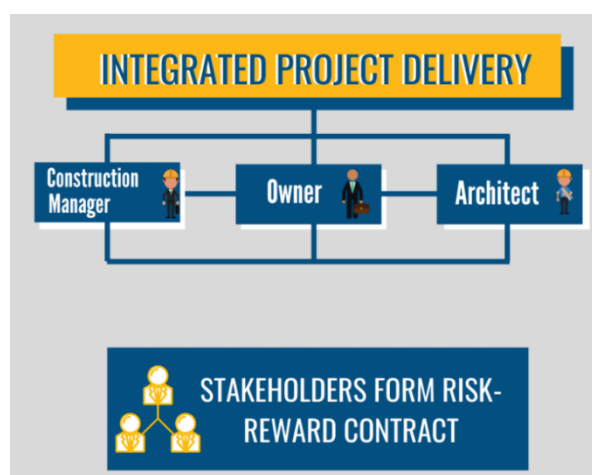 INTEGRATED PROJECT DELIVERY
Construction
Manager
Owner
Architect
STAKEHOLDERS FORM RISK-
REWARD CONTRACT